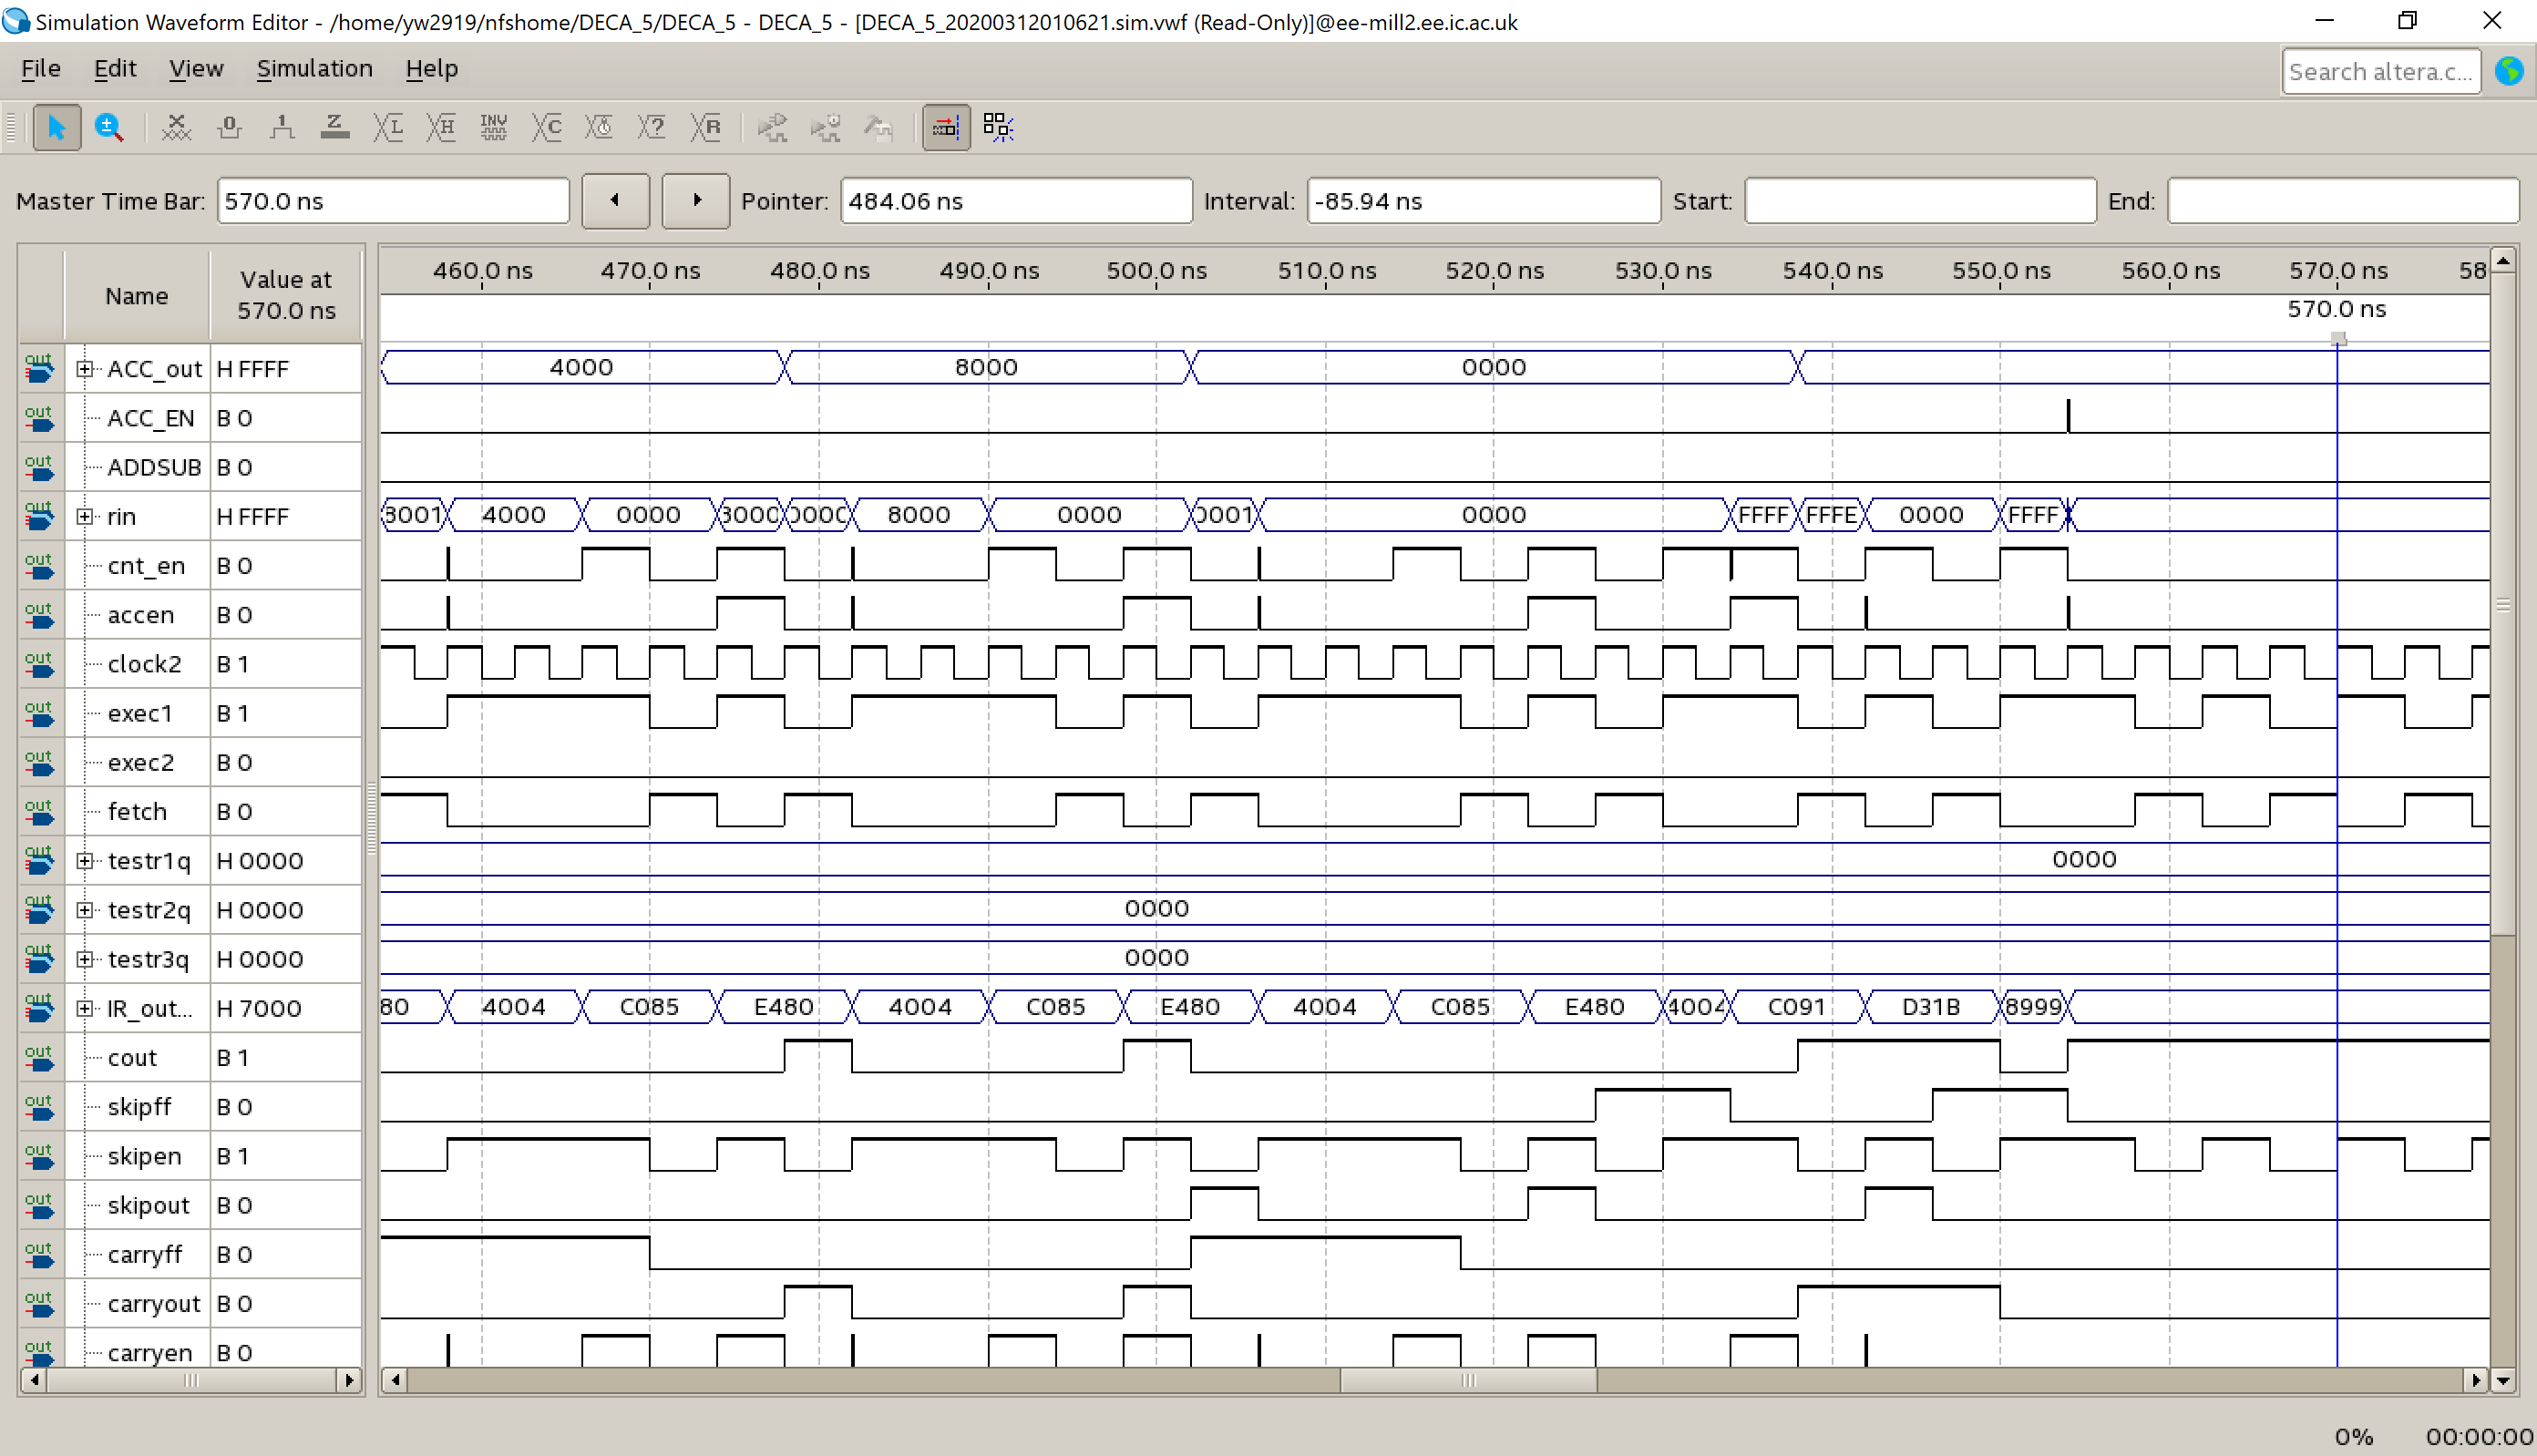 Simulation Waveform Editor - /home/yw2919/nfshome/DECA_5/DECA_5 - DECA_5 - [DECA_5_20200312010621.sim.vwf (Read-Only)]@ee-mill2.ee.ic.ac.uk
File Edit View Simulation Help Search altera.c...
Master Time Bar: 570.0 ns Pointer: 484.06 ns Interval: -85.94 ns Start: End:
Name Value at 570.0 ns 460.0 ns 470.0 ns 480.0 ns 490.0 ns 500.0 ns 510.0 ns 520.0 ns 530.0 ns 540.0 ns 550.0 ns 560.0 ns 570.0 ns 58
570.0 ns
ACC_out H FFFF 4000 8000 0000
ACC_EN B 0
ADDSUB B 0
rin H FFFF 4000 0000 8000 0000 0000 FFFF FFFE 0000 FFFF
cnt_en B 0
accen B 0
clock2 B 1
exec1 B 1
exec2 B 0
fetch B 0
testr1q H 0000 0000
testr2q H 0000 0000
testr3q H 0000 0000
IR_out... H 7000 80 4004 C085 E480 4004 C085 E480 4004 C085 E480 4004 C091 D31B 8999
cout B 1
skipff B 0
skipen B 1
skipout B 0
carryff B 0
carryout B 0
carryen B 0
0% 00:00:00